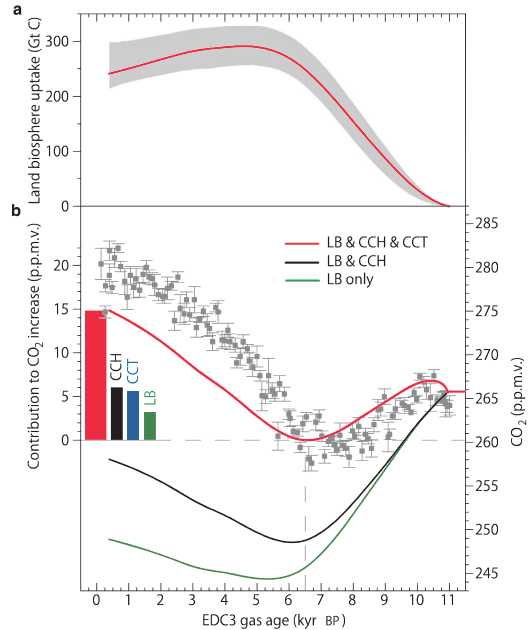 a
Land biosphere uptake (Gt C)
300
200
100
0
b
Contribution to CO2 increase (p.p.m.v.)
20
15
10
5
0
LB & CCH & CCT
LB & CCH
LB only
CCH
CCT
LB
285
280
275
270
265
260
255
250
245
CO2 (p.p.m.v.)
0 1 2 3 4 5 6 7 8 9 10 11
EDC3 gas age (kyr BP)